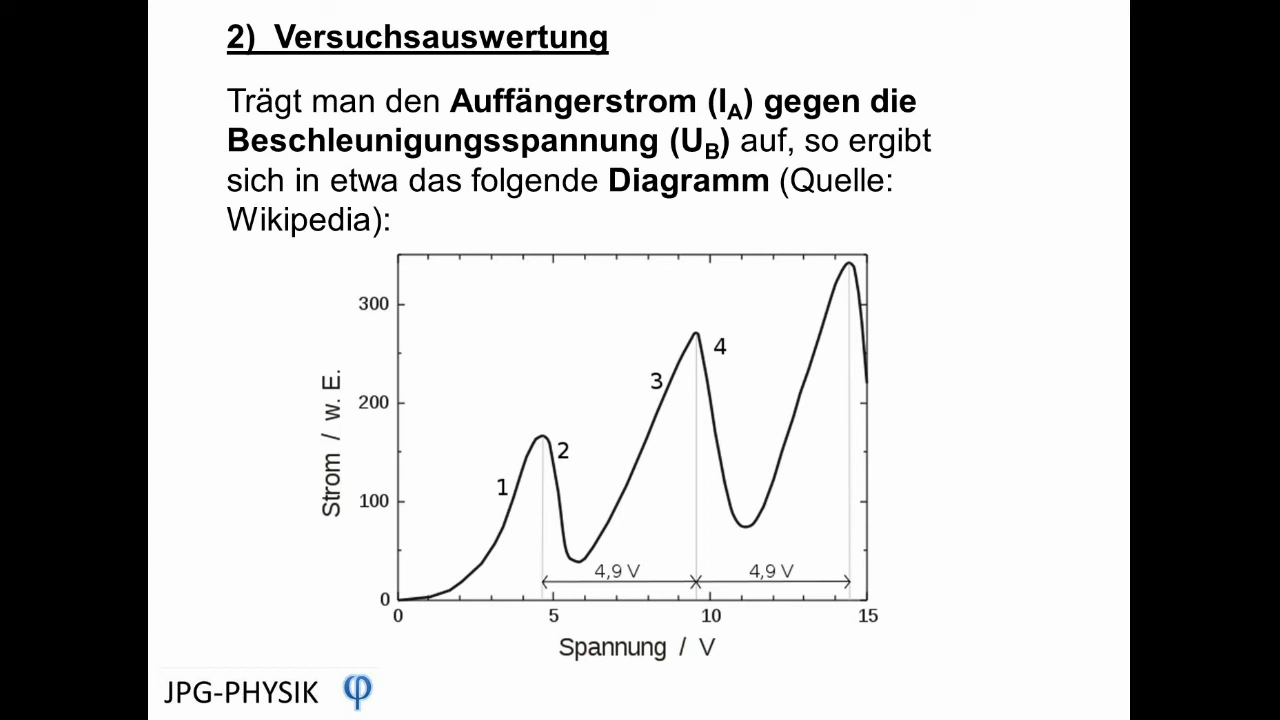 2) Versuchsauswertung
Trägt man den Auffängerstrom (IA) gegen die
Beschleunigungsspannung (UB) auf, so ergibt
sich in etwa das folgende Diagramm (Quelle:
Wikipedia):
300
200
100
0
Strom / w. E.
1
2
3
4
4,9 V
4,9 V
0
5
10
15
Spannung / V
JPG-PHYSIK φ